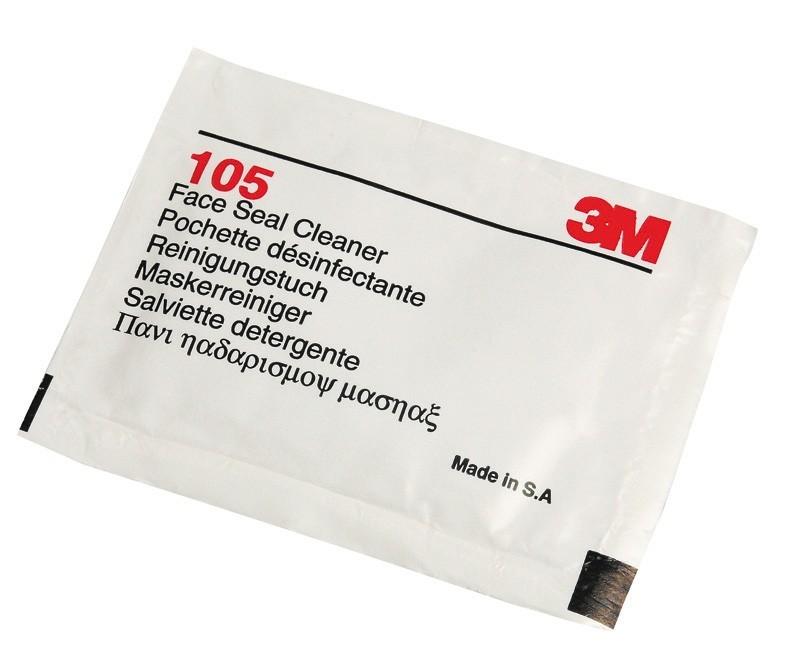 105
3M
Face Seal Cleaner
Pochette désinfectante
Reinigungstuch
Maskerreiniger
Salviette detergente
Πανι ηαδαρισμοψ μασηαξ
Made in S.A